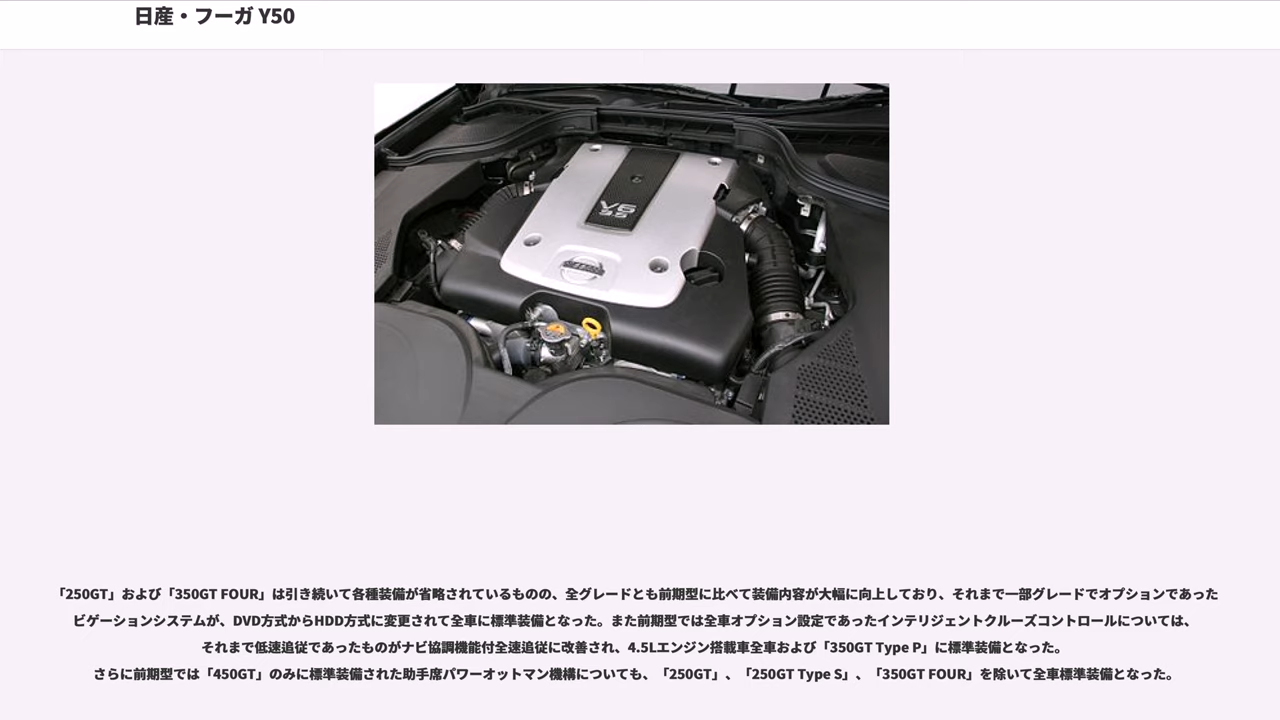 日産・フーガ Y50
V6
3.5
NISSAN
「250GT」および「350GT FOUR」は引き続いて各種装備が省略されているものの、全グレードとも前期型に比べて装備内容が大幅に向上しており、それまで一部グレードでオプションであった
ビゲーションシステムが、DVD方式からHDD方式に変更されて全車に標準装備となった。また前期型では全車オプション設定であったインテリジェントクルーズコントロールについては、
それまで低速追従であったものがナビ協調機能付全速追従に改善され、4.5Lエンジン搭載車全車および「350GT Type P」に標準装備となった。
さらに前期型では「450GT」のみに標準装備された助手席パワーオットマン機構についても、「250GT」、「250GT Type S」、「350GT FOUR」を除いて全車標準装備となった。